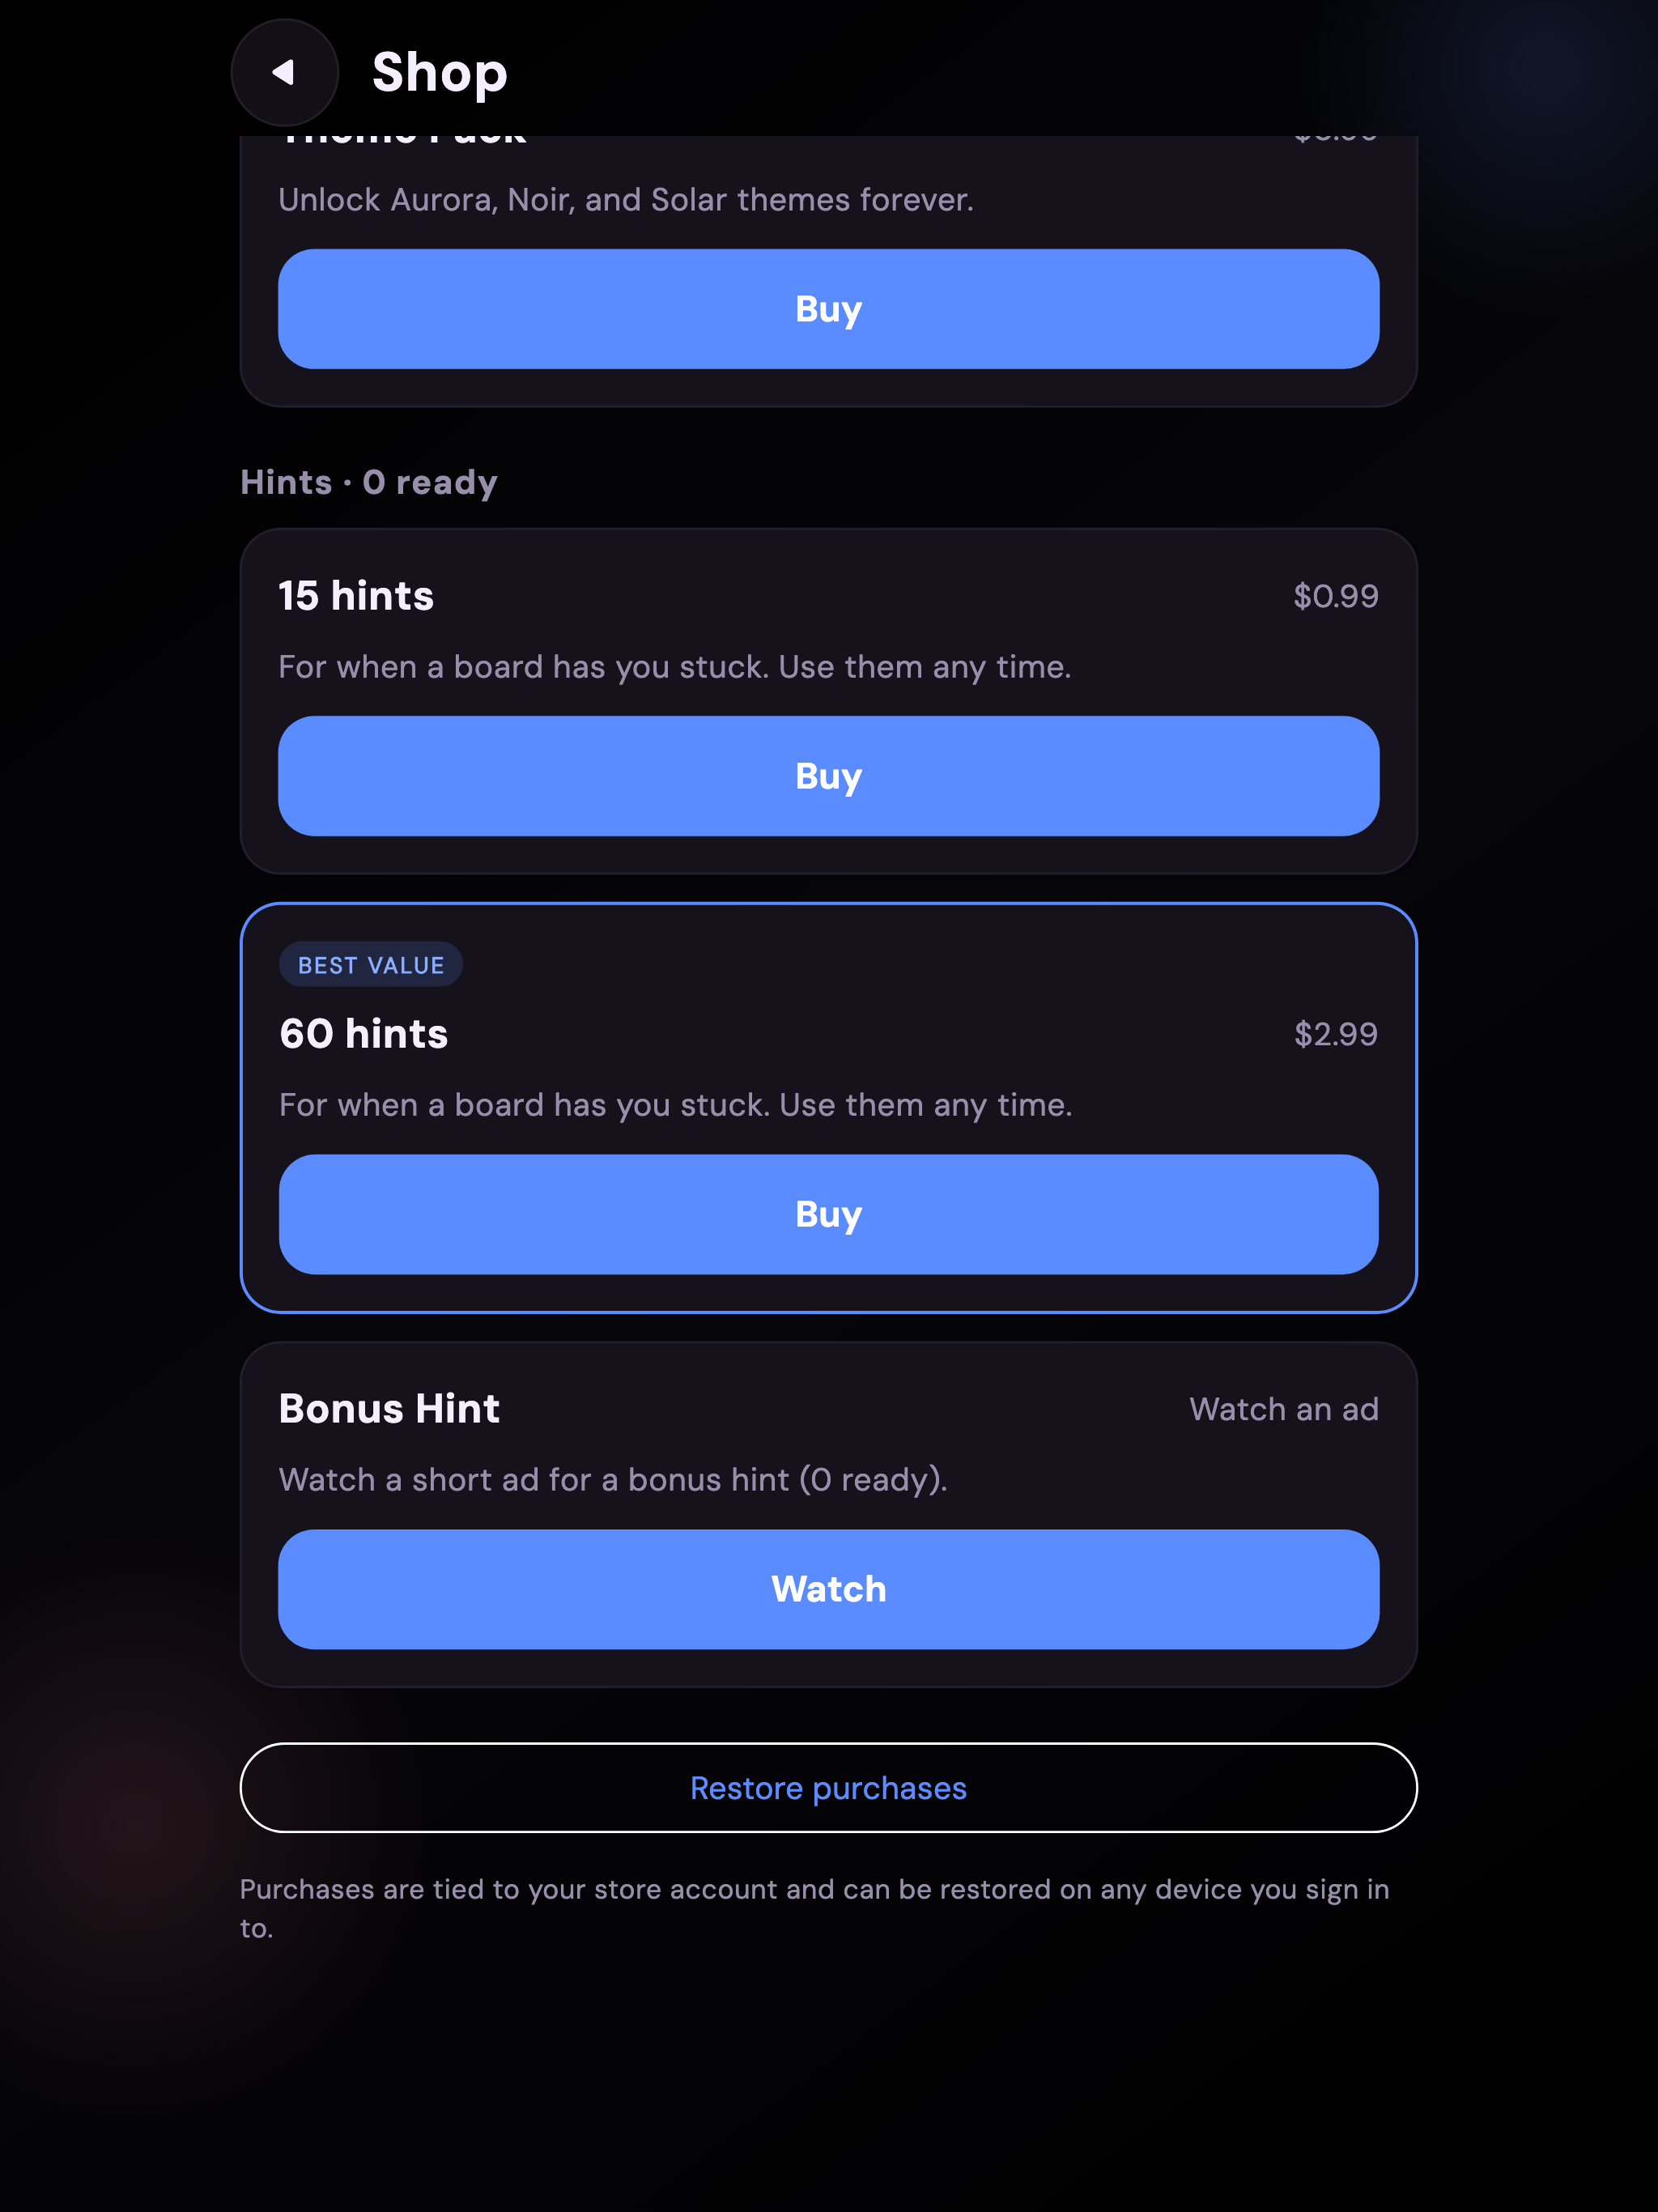 Shop
Unlock Aurora, Noir, and Solar themes forever.
Buy
Hints · 0 ready
15 hints
$0.99
For when a board has you stuck. Use them any time.
Buy
BEST VALUE
60 hints
$2.99
For when a board has you stuck. Use them any time.
Buy
Bonus Hint
Watch an ad
Watch a short ad for a bonus hint (0 ready).
Watch
Restore purchases
Purchases are tied to your store account and can be restored on any device you sign in
to.